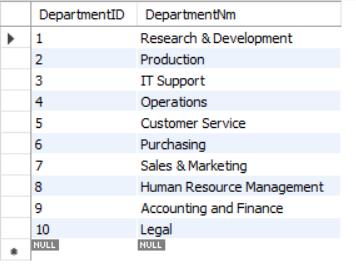 DepartmentID DepartmentNm
1 Research & Development
2 Production
3 IT Support
4 Operations
5 Customer Service
6 Purchasing
7 Sales & Marketing
8 Human Resource Management
9 Accounting and Finance
10 Legal
NULL NULL